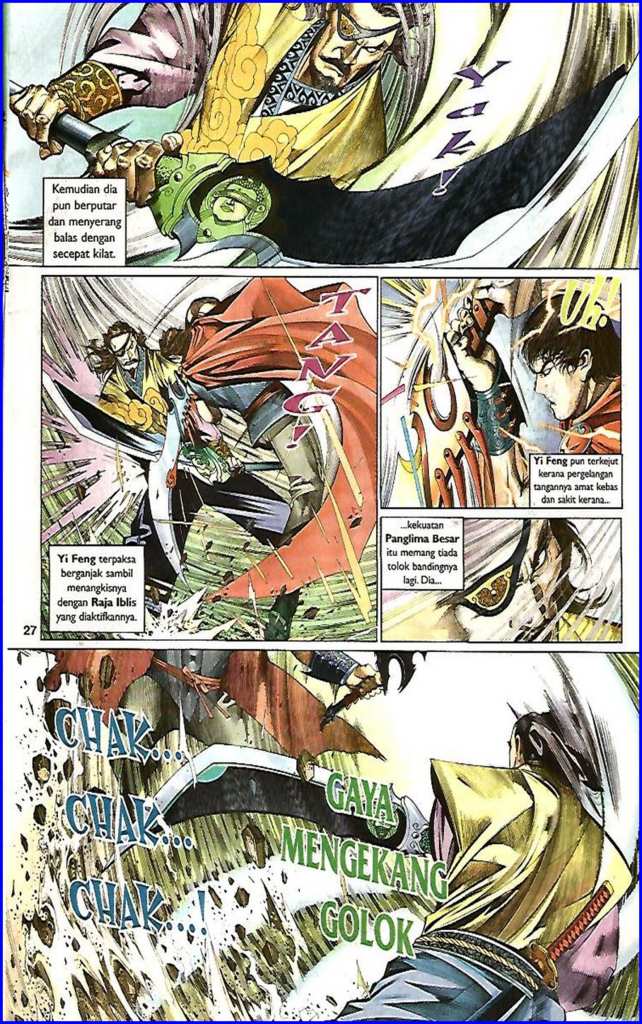 YAK!
Kemudian dia
pun berputar
dan menyerang
balas dengan
secepat kilat.
TANG!
Yi Feng terpaksa
berganjak sambil
menangkisnya
dengan Raja Iblis
yang diaktifkannya.
Uh!
Yi Feng pun terkejut
kerana pergelangan
tangannya amat kebas
dan sakit kerana...
...kekuatan
Panglima Besar
itu memang tiada
tolok bandingnya
lagi. Dia...
27
CHAK...
CHAK...
CHAK...!
GAYA
MENGEKANG
GOLOK